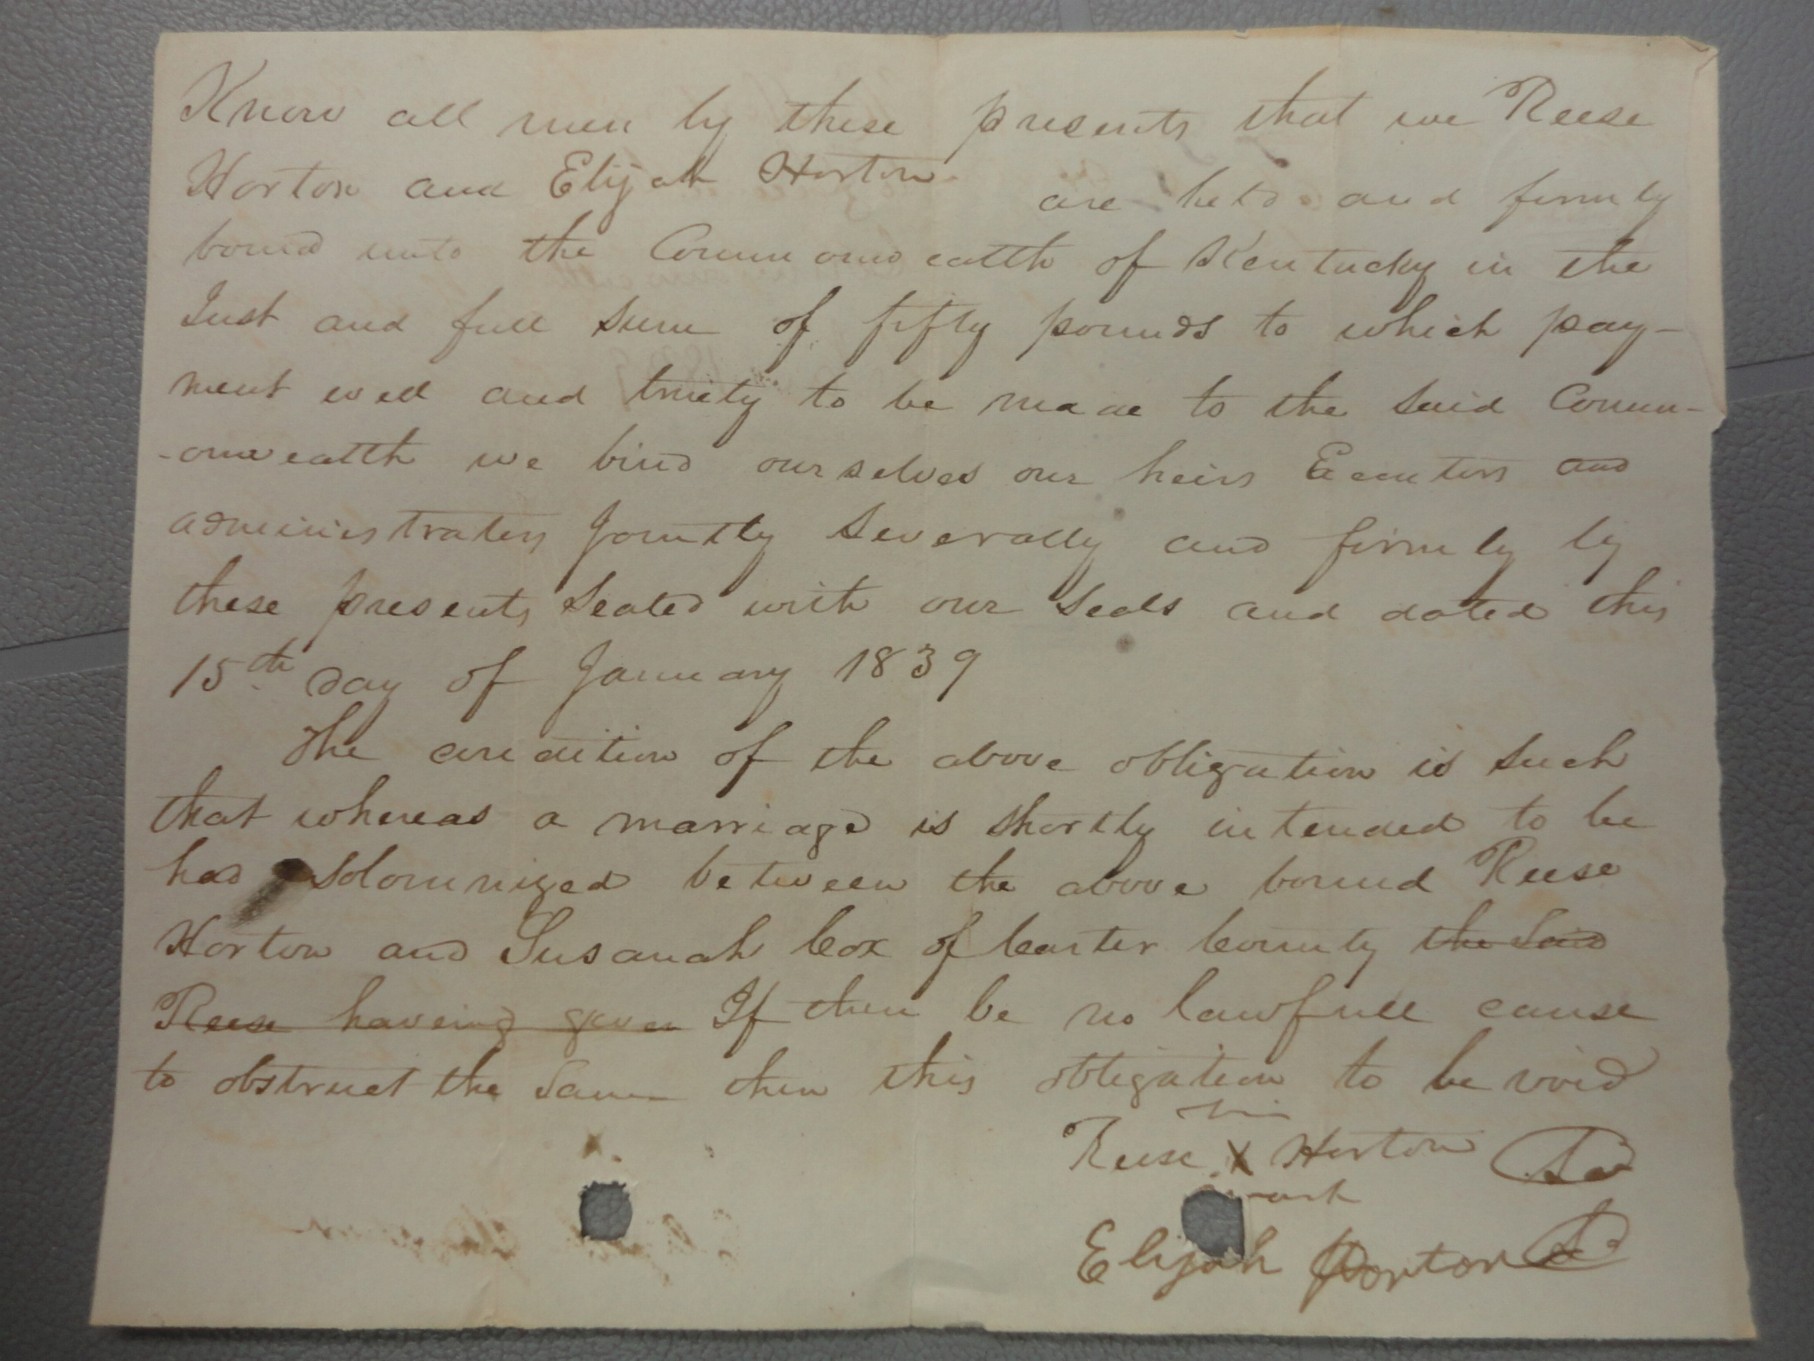 Know all men by these presents that we Reese
Horton and Elijah Horton are held and firmly
bound unto the Commonwealth of Kentucky in the
Just and full sum of fifty pounds to which pay-
ment well and truely to be made to the said Comm-
-onwealth we bind ourselves our heirs Executors and
administrators Jointly Severally and firmly by
these presents Sealed with our Seals and dated this
15th day of January 1839
The condition of the above obligation is such
that whereas a marriage is shortly intended to be
had Solomnized between the above bound Reese
Horton and Susanah Cox of Carter County the Said
Reese haveing given If there be no lawfull cause
to obstruct the same then this obligation to be void
his
Reese X Horton
mark
Elijah Horton